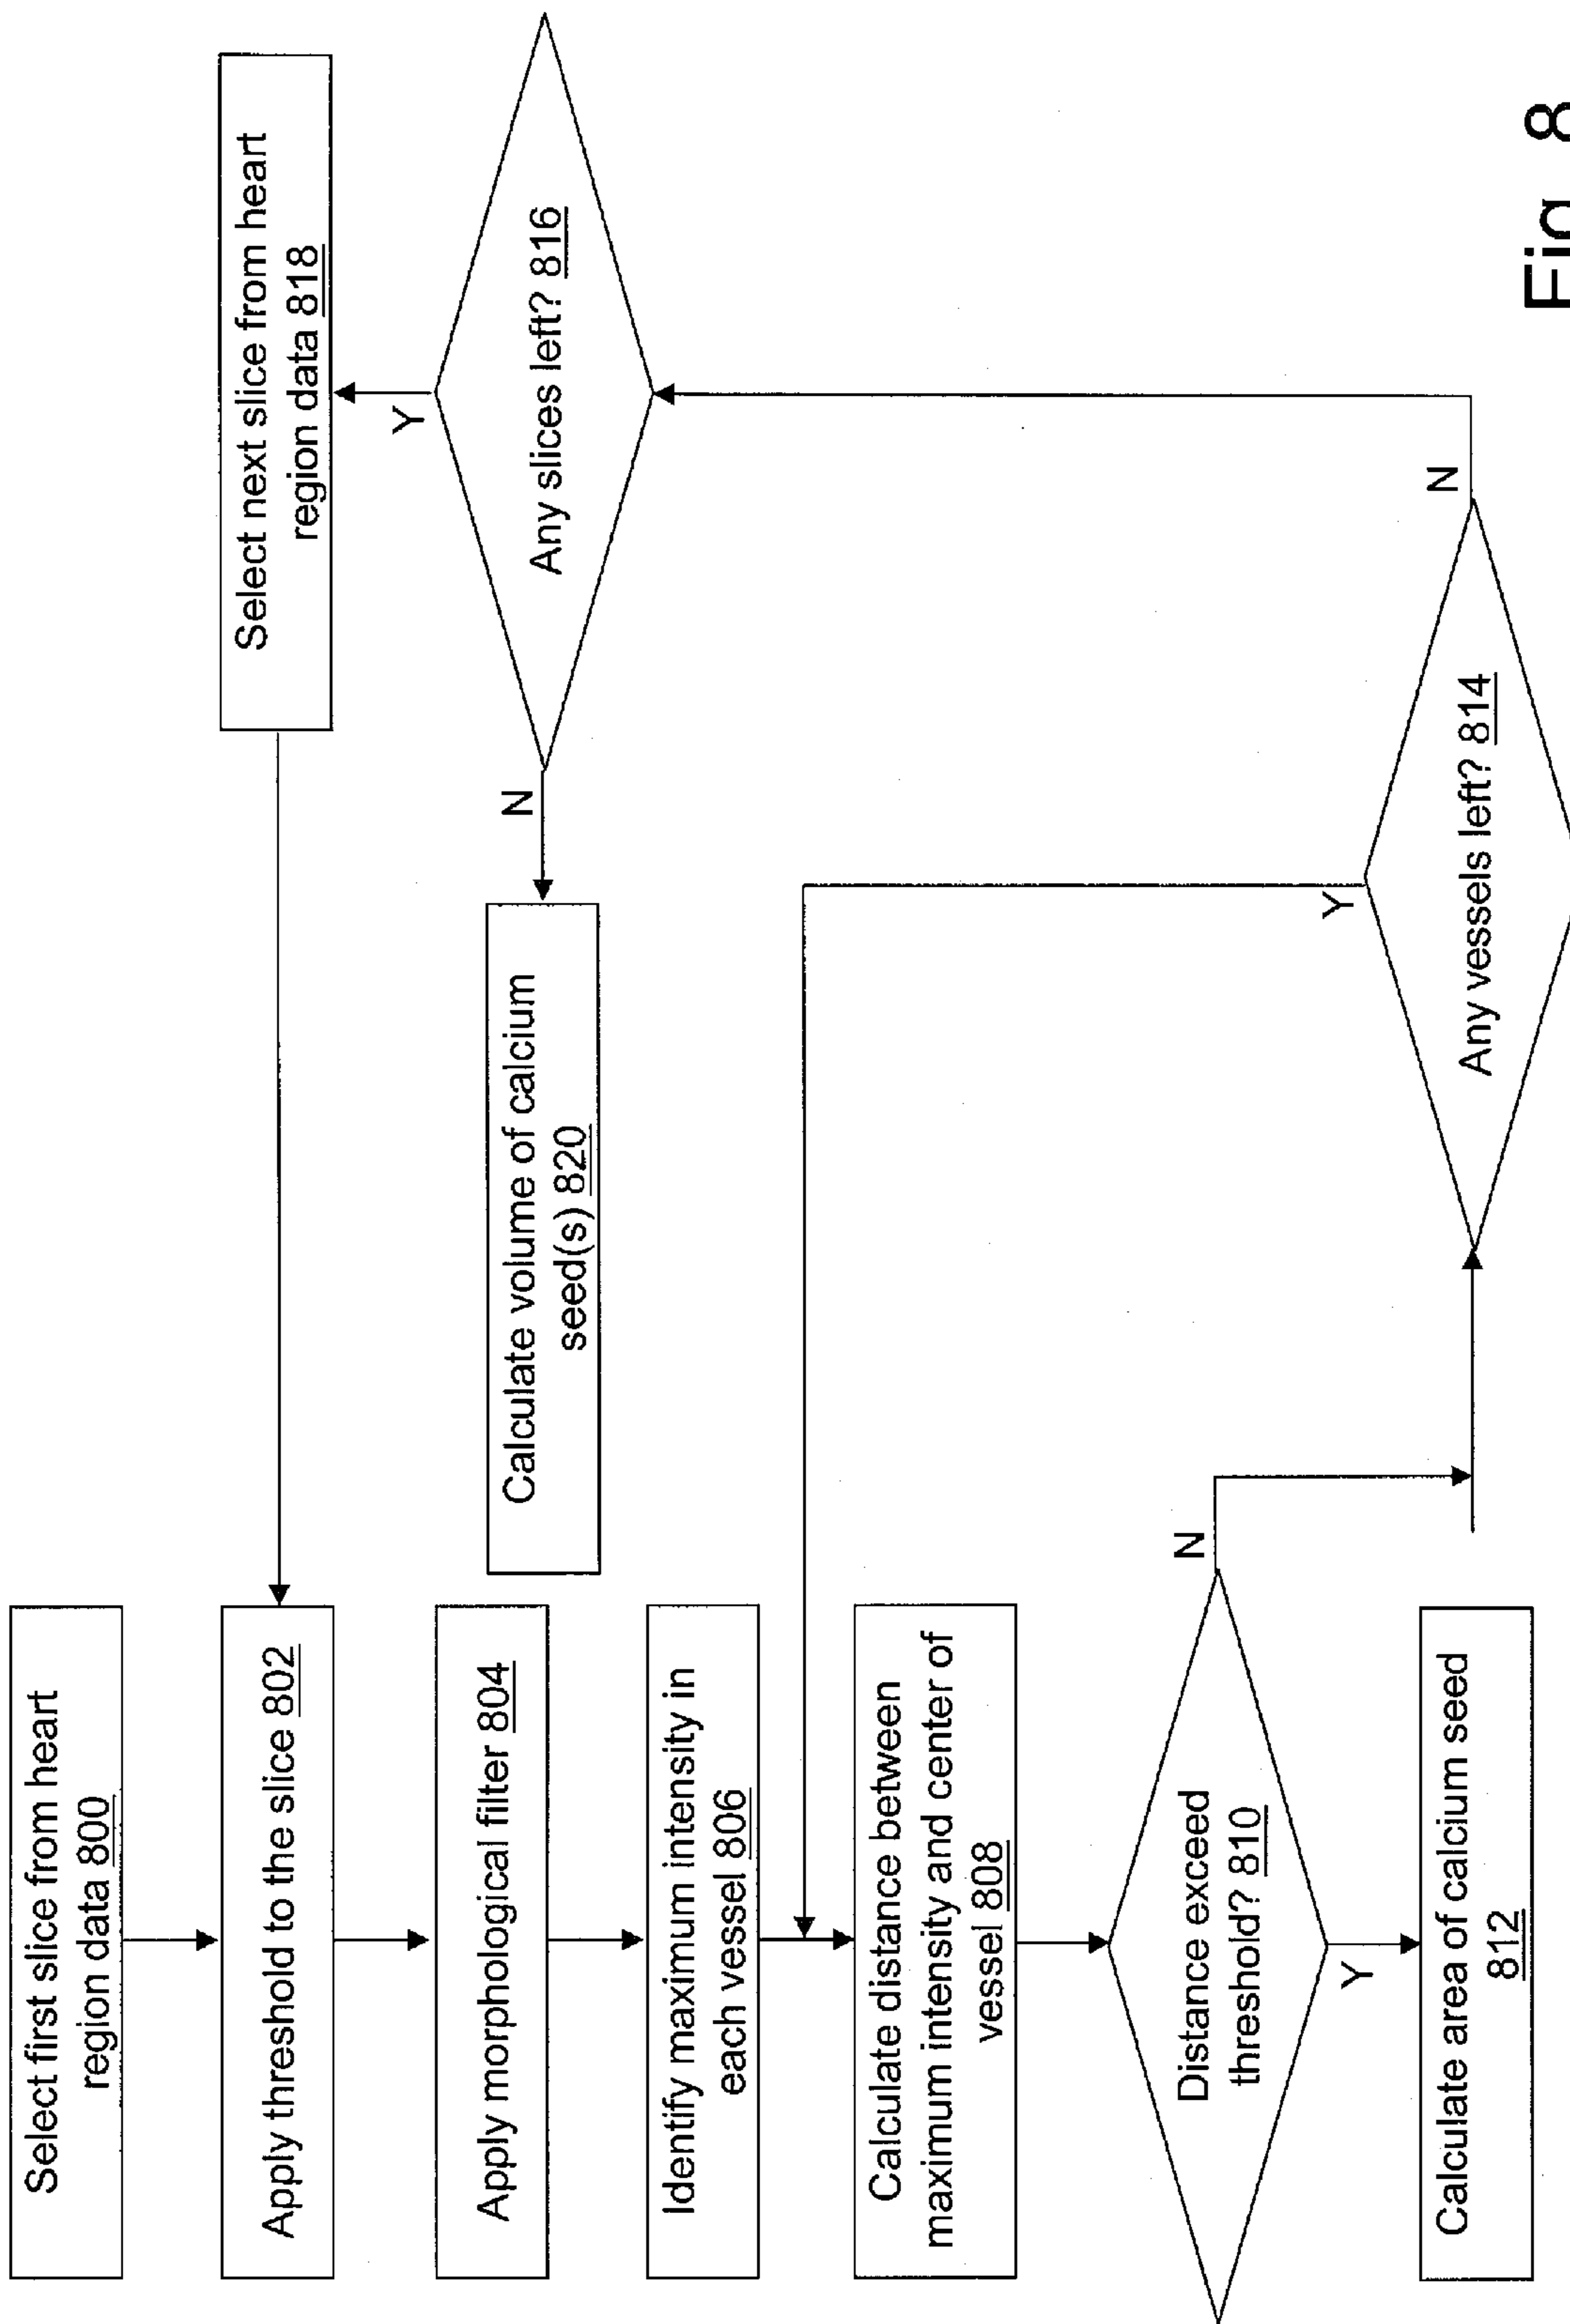 Select first slice from heart
region data 800
Apply threshold to the slice 802
Apply morphological filter 804
Identify maximum intensity in
each vessel 806
Calculate distance between
maximum intensity and center of
vessel 808
Distance exceed
threshold? 810
N
Y
Calculate area of calcium seed
812
Any vessels left? 814
Y
N
Any slices left? 816
N
Y
Calculate volume of calcium
seed(s) 820
Select next slice from heart
region data 818
Fig. 8